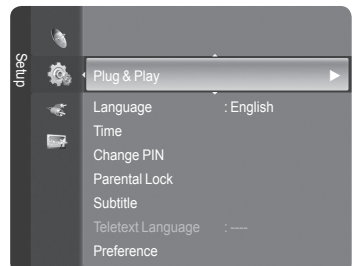 Setup
Plug & Play
Language : English
Time
Change PIN
Parental Lock
Subtitle
Teletext Language : ----
Preference